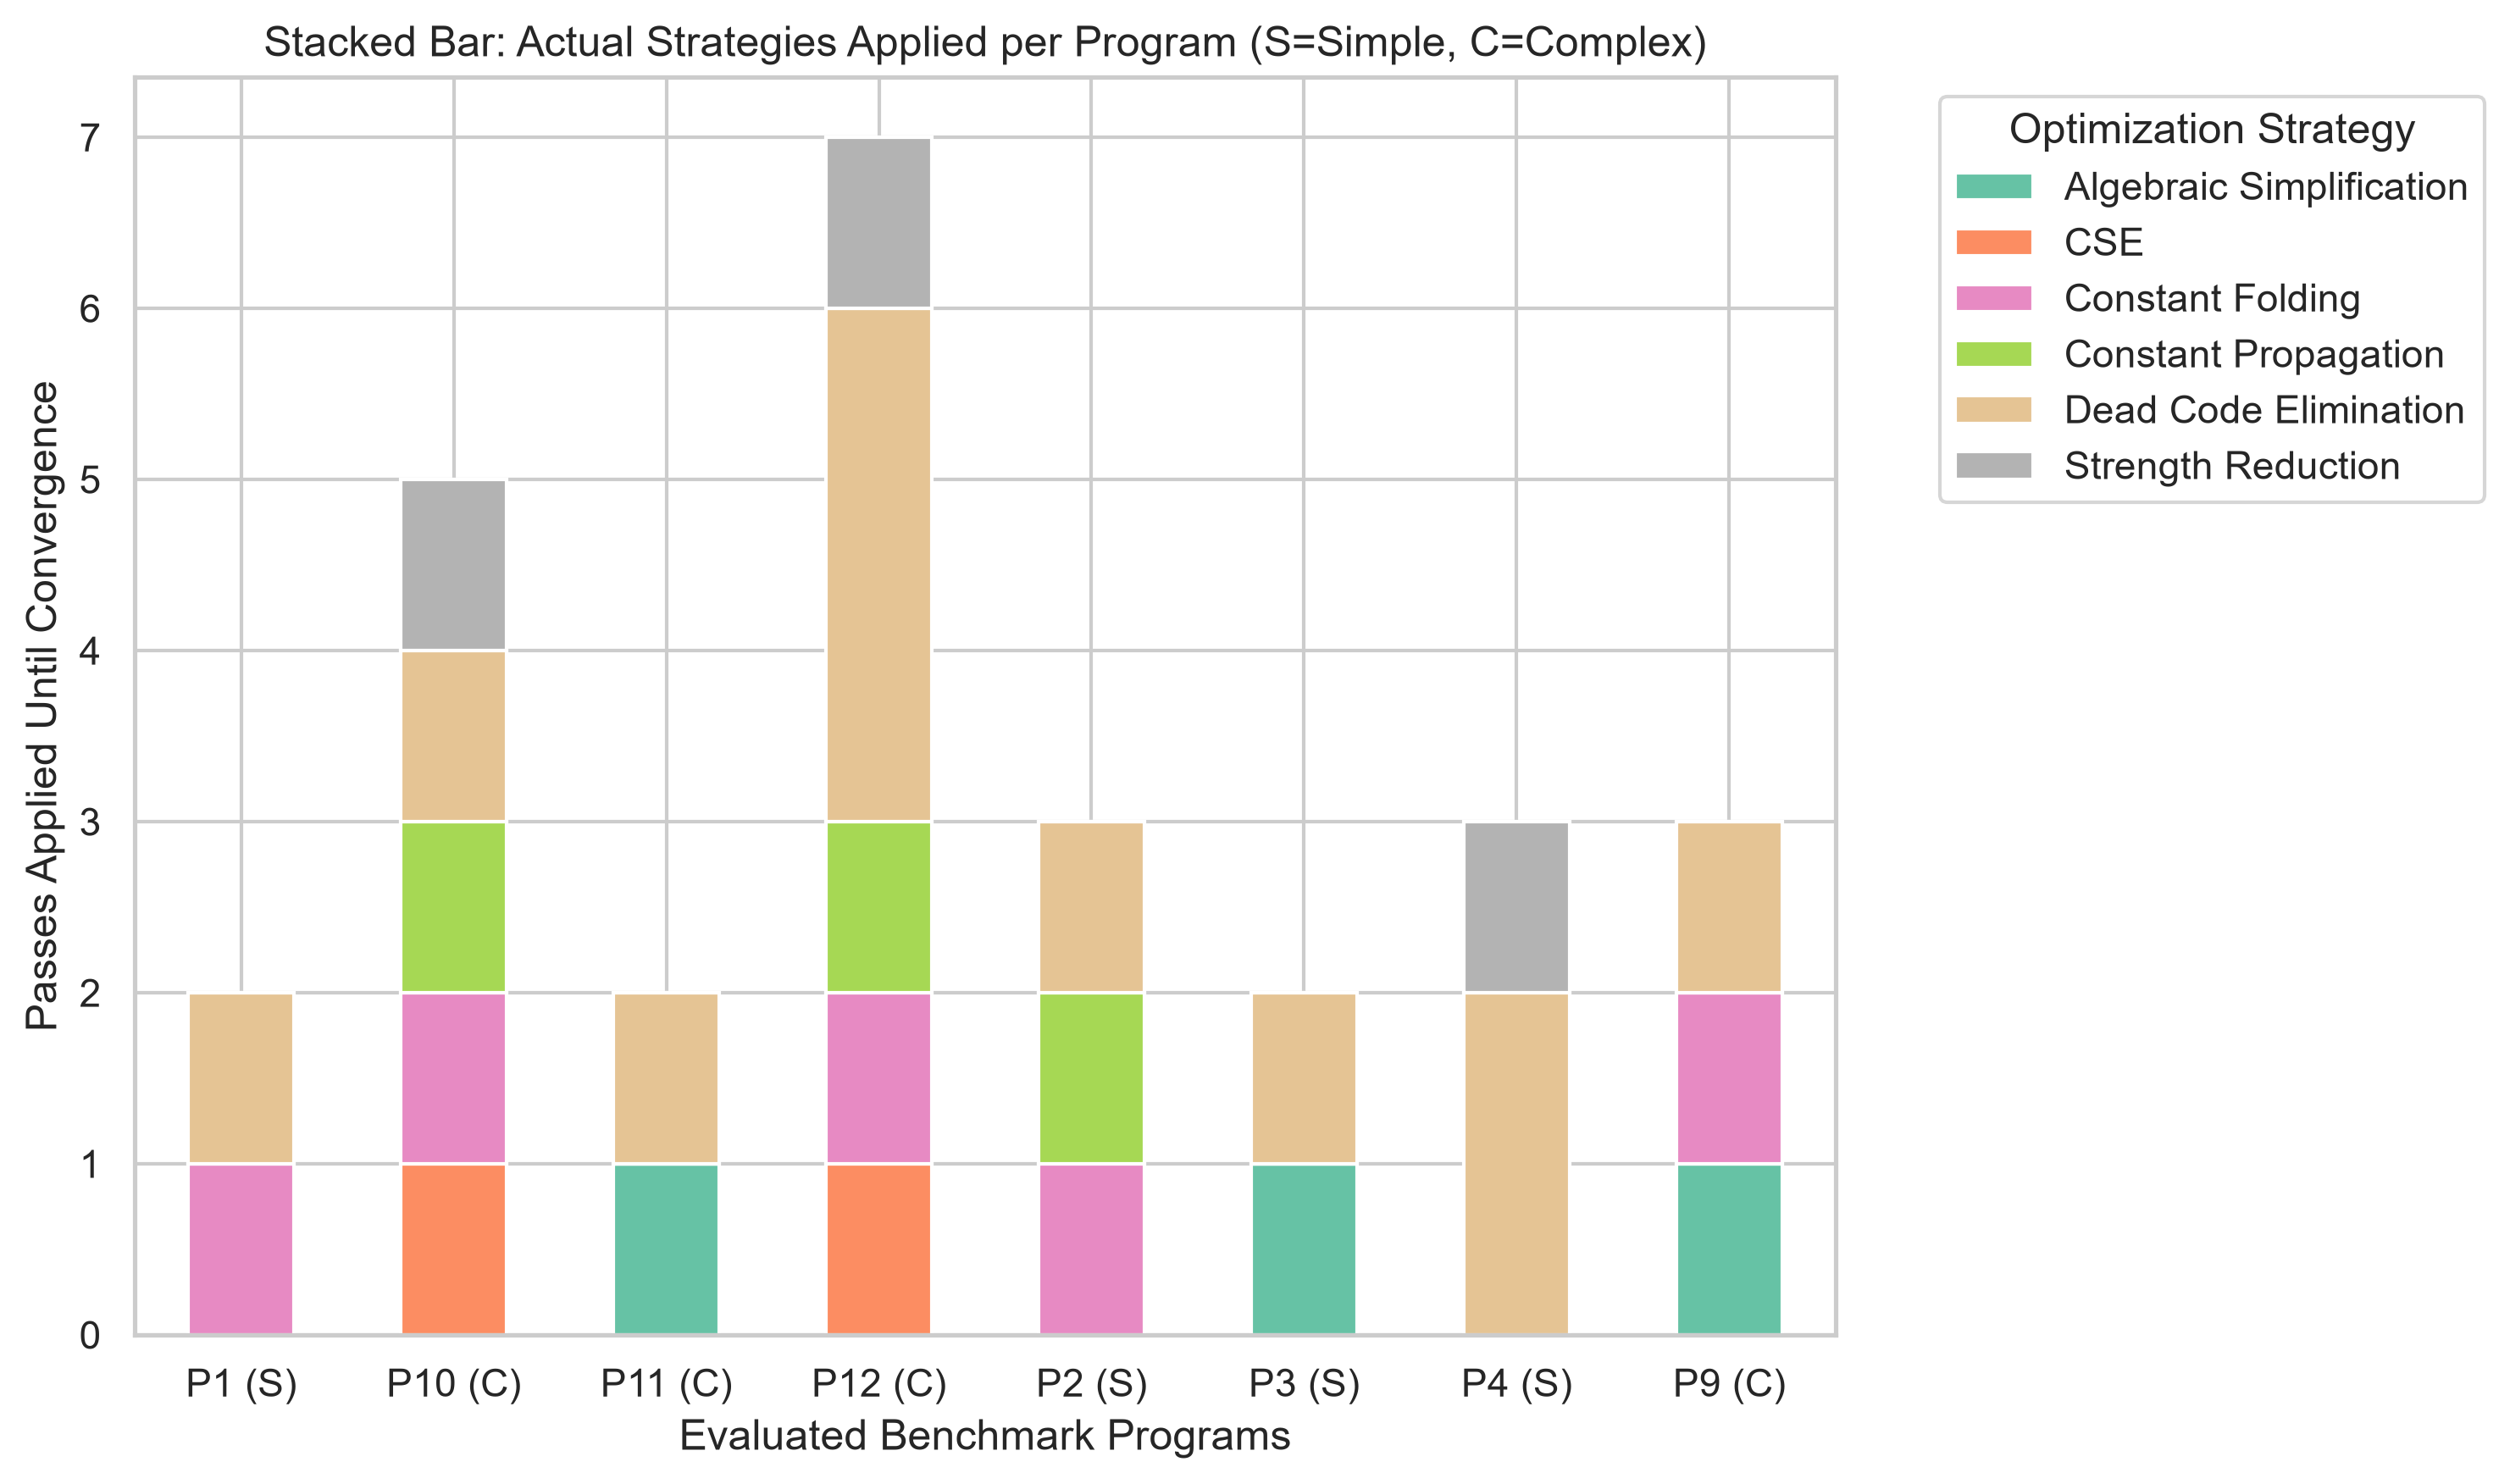 Stacked Bar: Actual Strategies Applied per Program (S=Simple, C=Complex)
Passes Applied Until Convergence
7
6
5
4
3
2
1
0
P1 (S) P10 (C) P11 (C) P12 (C) P2 (S) P3 (S) P4 (S) P9 (C)
Evaluated Benchmark Programs
Optimization Strategy
Algebraic Simplification
CSE
Constant Folding
Constant Propagation
Dead Code Elimination
Strength Reduction